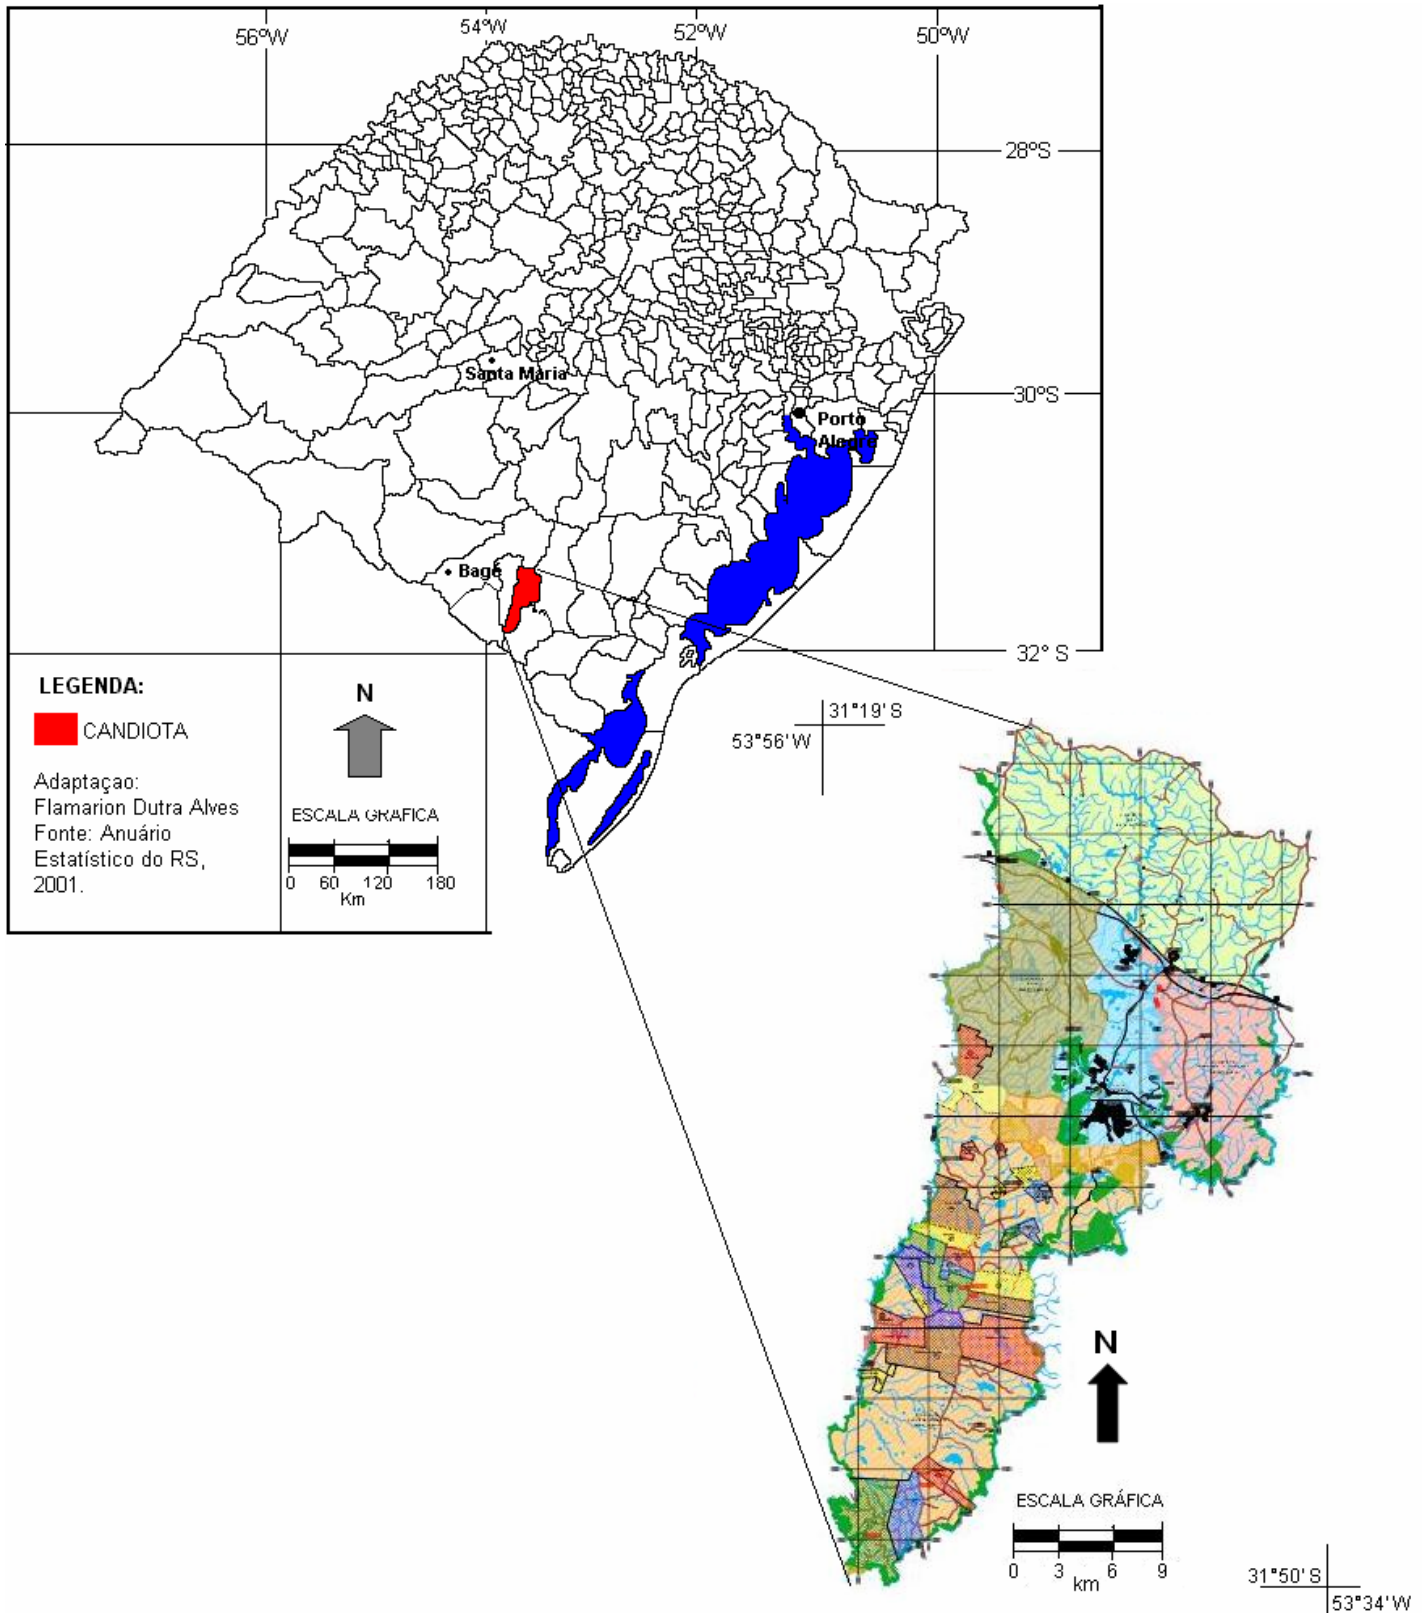 56ºW
54ºW
52ºW
50ºW
28ºS
Santa Maria
30ºS
Porto
Alegre
Bagé
32° S
LEGENDA:
CANDIOTA
N
Adaptaçao:
Flamarion Dutra Alves
Fonte: Anuário
Estatístico do RS,
2001.
ESCALA GRAFICA
0 60 120 180
Km
31°19' S
53°56' W
N
ESCALA GRÁFICA
0 3 6 9
km
31°50' S
53°34' W